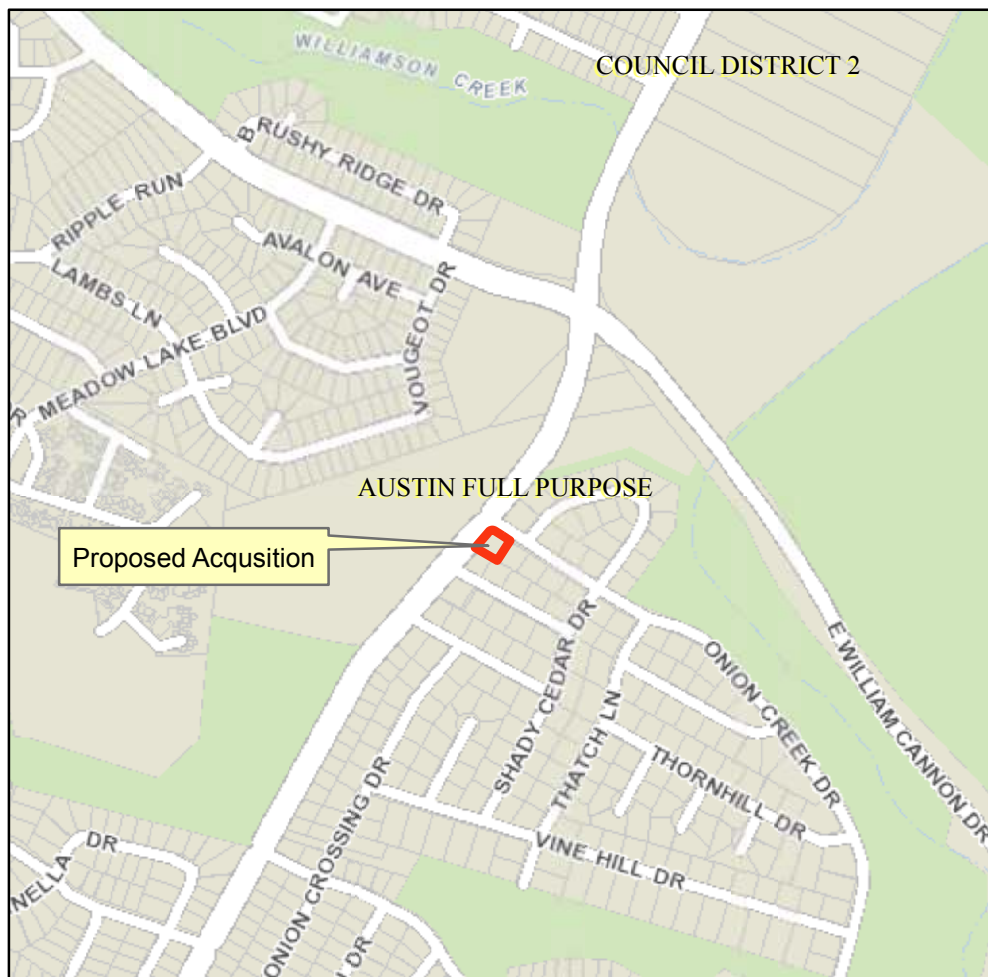 WILLIAMSON CREEK
COUNCIL DISTRICT 2
B
RUSHY RIDGE DR
RIPPLE RUN
AVALON AVE
LAMBS LN
VOUGEOT DR
MEADOW LAKE BLVD
R
AUSTIN FULL PURPOSE
Proposed Acqusition
E WILLIAM CANNON DR
ONION CREEK DR
SHADY CEDAR DR
THATCH LN
THORNHILL DR
ONION CROSSING DR
VINE HILL DR
NELLA DR
DR